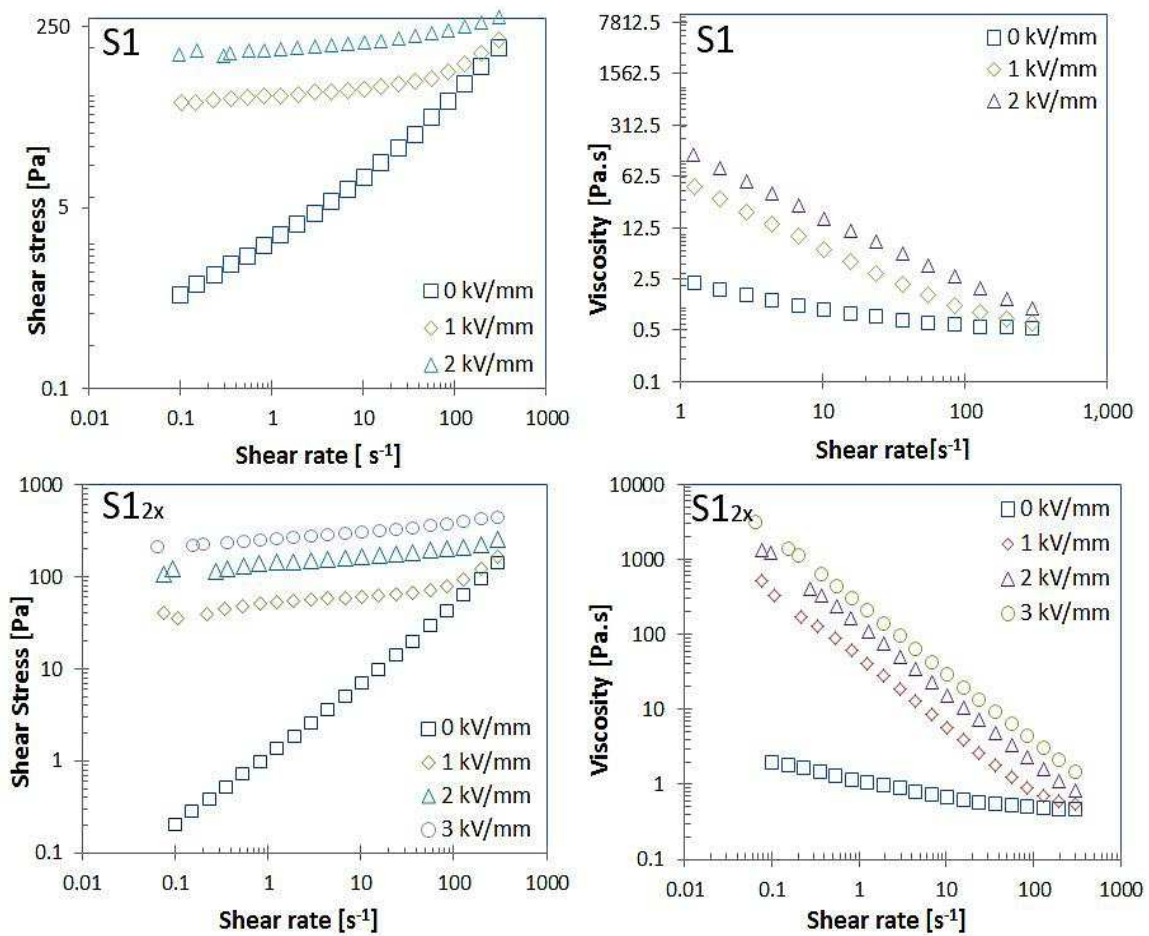 S1
250
5
0.1
Shear stress [Pa]
0 kV/mm
1 kV/mm
2 kV/mm
0.01 0.1 1 10 100 1000
Shear rate [ s-1]
S1
7812.5
1562.5
312.5
62.5
12.5
2.5
0.5
0.1
Viscosity [Pa.s]
0 kV/mm
1 kV/mm
2 kV/mm
1 10 100 1,000
Shear rate[s-1]
S12x
1000
100
10
1
0.1
Shear Stress [Pa]
0 kV/mm
1 kV/mm
2 kV/mm
3 kV/mm
0.01 0.1 1 10 100 1000
Shear rate [s-1]
S12x
10000
1000
100
10
1
0.1
Viscosity [Pa.s]
0 kV/mm
1 kV/mm
2 kV/mm
3 kV/mm
0.01 0.1 1 10 100 1000
Shear rate [s-1]